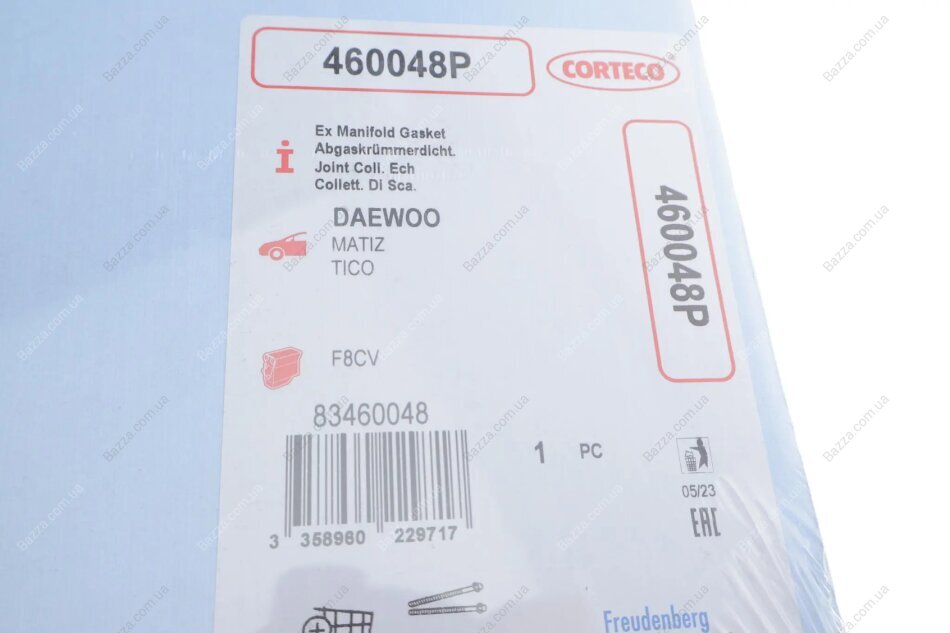 460048P
CORTECO
Ex Manifold Gasket
Abgaskrümmerdicht.
Joint Coll. Ech
Collett. Di Sca.
DAEWOO
MATIZ
TICO
460048P
F8CV
83460048
1 PC
3 358960 229717
05/23
EAC
Freudenberg
Bazza.com.ua